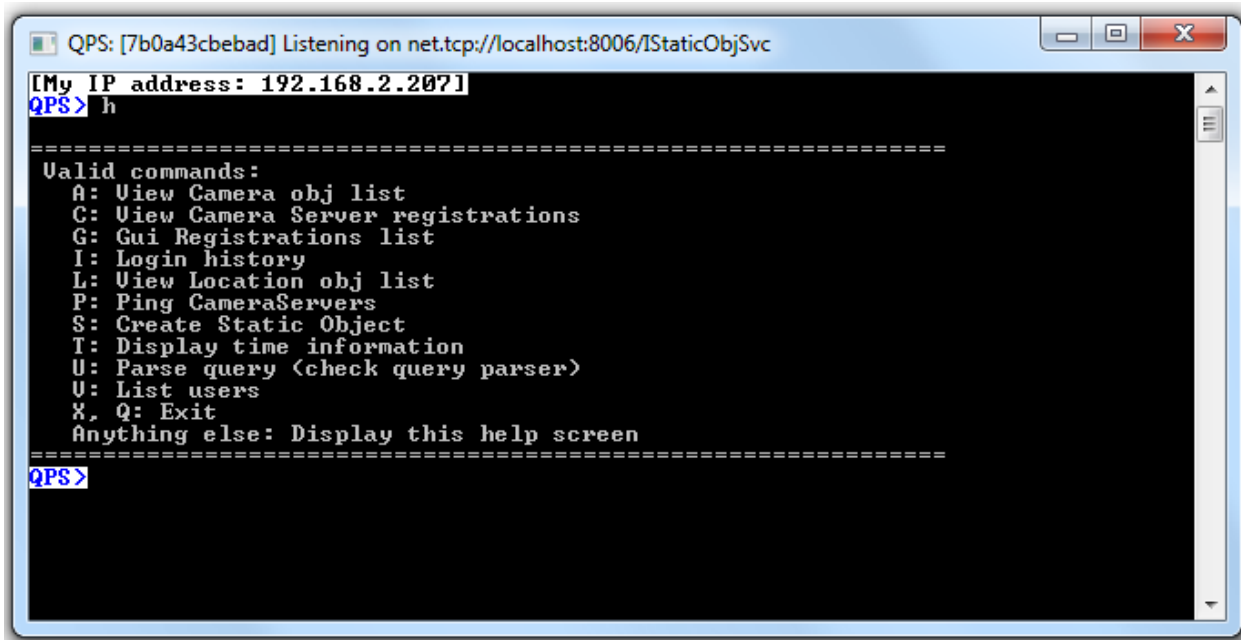 QPS: [7b0a43cbebad] Listening on net.tcp://localhost:8006/IStaticObjSvc
[My IP address: 192.168.2.207]
QPS> h
===============================================================
Valid commands:
A: View Camera obj list
C: View Camera Server registrations
G: Gui Registrations list
I: Login history
L: View Location obj list
P: Ping CameraServers
S: Create Static Object
T: Display time information
U: Parse query (check query parser)
V: List users
X, Q: Exit
Anything else: Display this help screen
===============================================================
QPS>